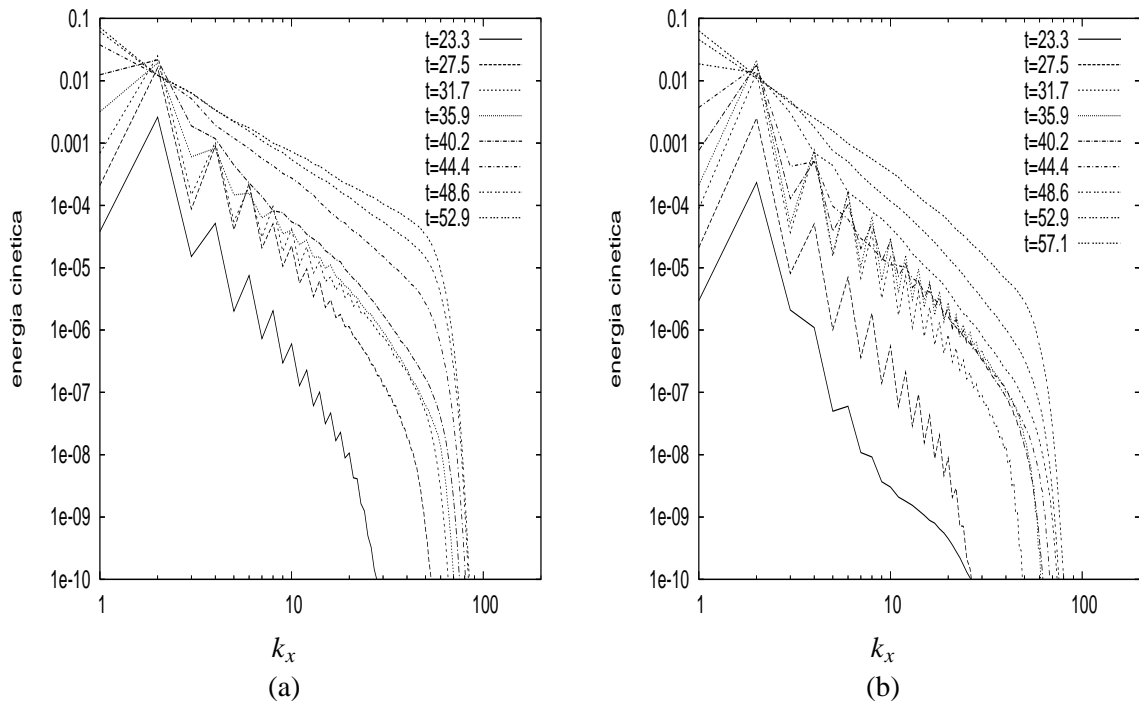 0.1
0.01
0.001
1e-04
1e-05
1e-06
1e-07
1e-08
1e-09
1e-10
energia cinetica
1
10
100
k_x
(a)
t=23.3
t=27.5
t=31.7
t=35.9
t=40.2
t=44.4
t=48.6
t=52.9
0.1
0.01
0.001
1e-04
1e-05
1e-06
1e-07
1e-08
1e-09
1e-10
energia cinetica
1
10
100
k_x
(b)
t=23.3
t=27.5
t=31.7
t=35.9
t=40.2
t=44.4
t=48.6
t=52.9
t=57.1